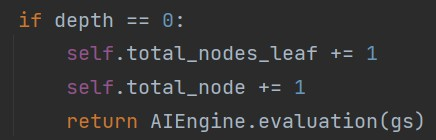 if depth == 0:
    self.total_nodes_leaf += 1
    self.total_node += 1
    return AIEngine.evaluation(gs)